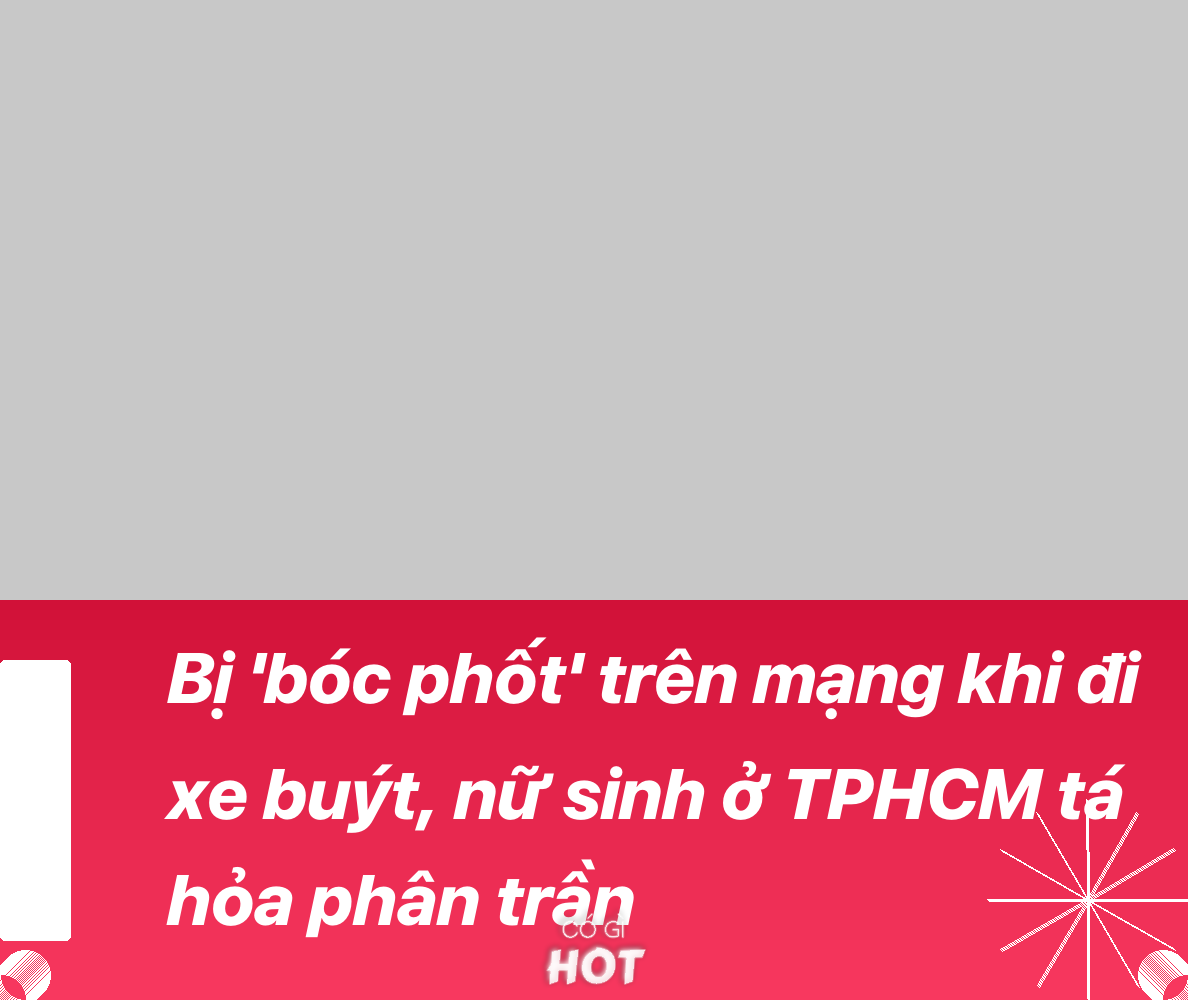 Bị 'bóc phốt' trên mạng khi đi
xe buýt, nữ sinh ở TPHCM tá
hỏa phân trần
CÓ GÌ
HOT